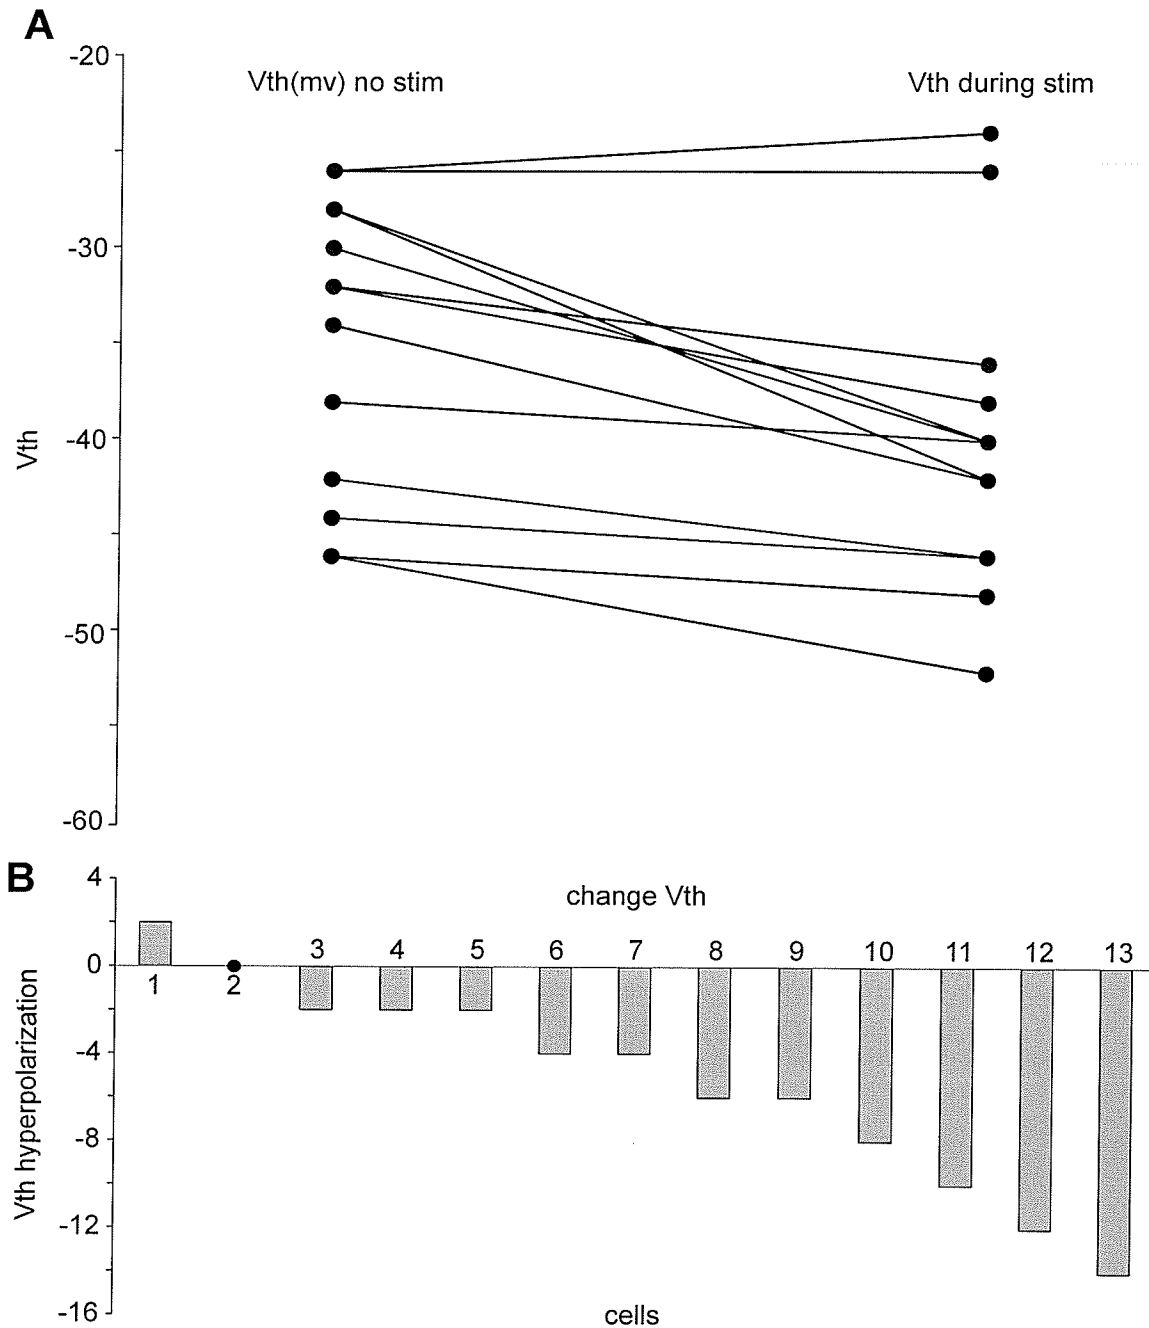 A
-20
Vth(mv) no stim
Vth during stim
-30
Vth
-40
-50
-60
B
4
change Vth
3 4 5 6 7 8 9 10 11 12 13
0
1 2
-4
Vth hyperpolarization
-8
-12
-16
cells